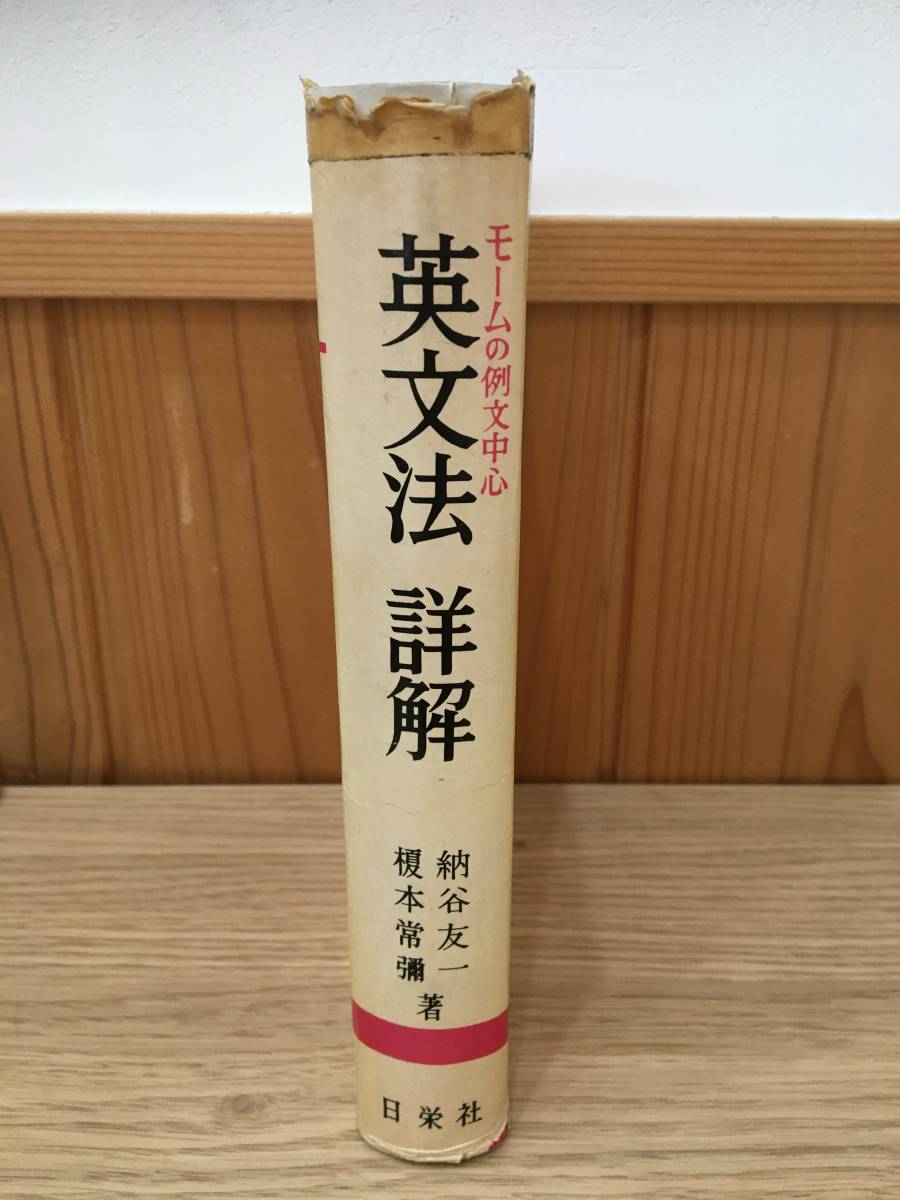 モームの例文中心
英文法 詳解
納谷友一
榎本常彌
著
日栄社